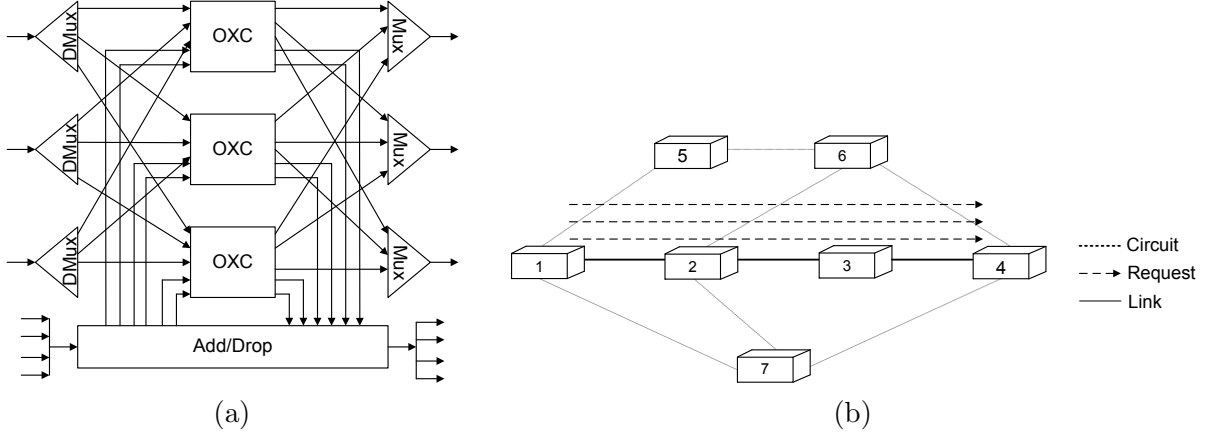 DMux
OXC
Mux
DMux
OXC
Mux
DMux
OXC
Mux
Add/Drop
(a)
5
6
1
2
3
4
7
Circuit
Request
Link
(b)